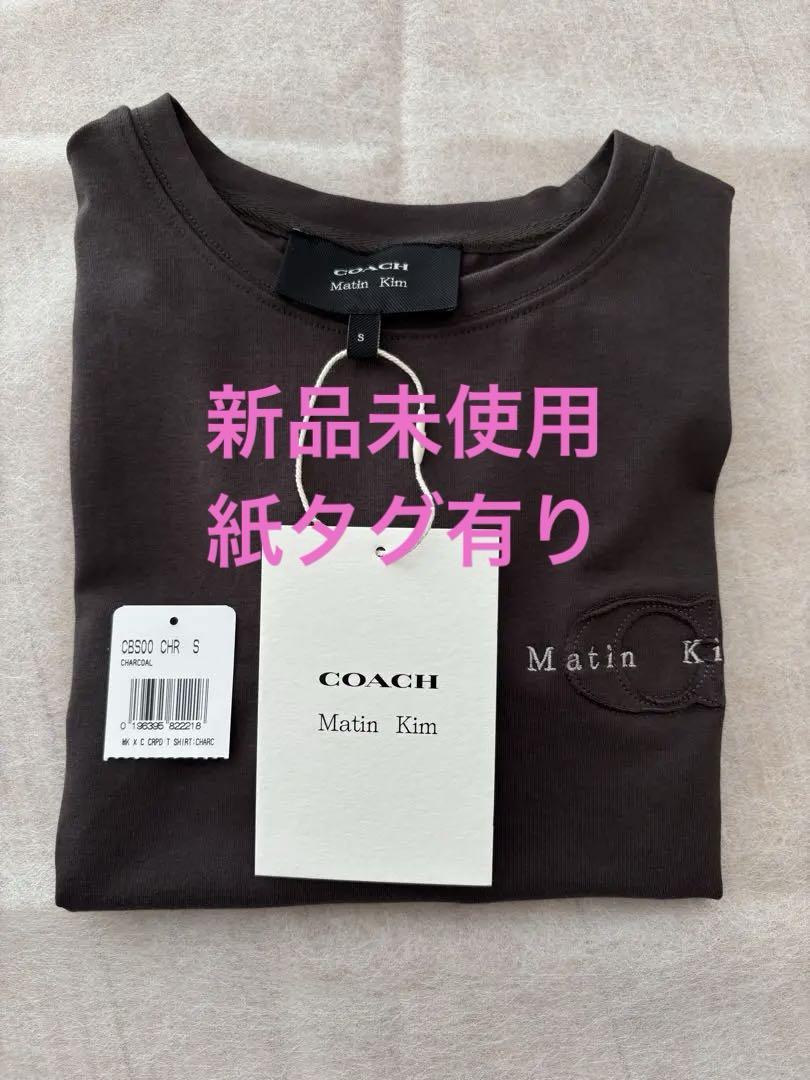 COACH
Matin Kim
S
新品未使用
紙タグ有り
CBS00 CHR S
CHARCOAL
0 196395 822218
MK X C CRPD T SHIRT:CHARC
COACH
Matin Kim
Matin Ki